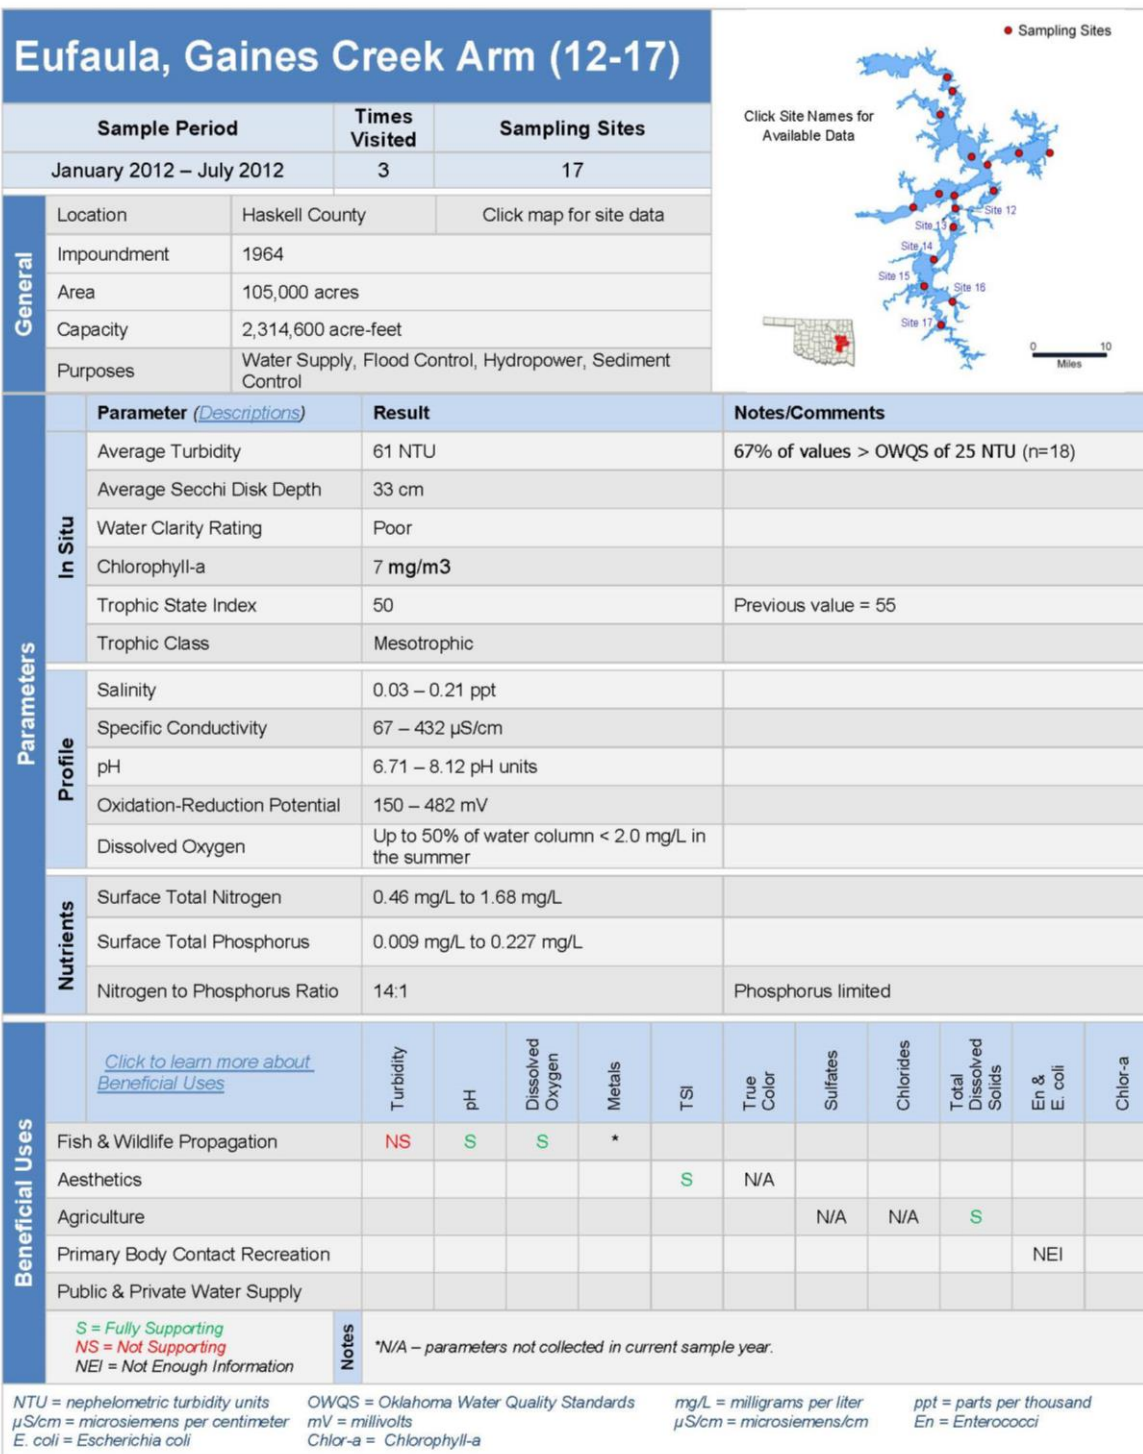 Eufaula, Gaines Creek Arm (12-17)
Sampling Sites
Click Site Names for
Available Data
Site 12
Site 13
Site 14
Site 15
Site 16
Site 17
0 10
Miles
Sample Period Times Visited Sampling Sites
January 2012 – July 2012 3 17
General
Location Haskell County Click map for site data
Impoundment 1964
Area 105,000 acres
Capacity 2,314,600 acre-feet
Purposes Water Supply, Flood Control, Hydropower, Sediment
Control
Parameters
Parameter (Descriptions) Result Notes/Comments
In Situ
Average Turbidity 61 NTU 67% of values > OWQS of 25 NTU (n=18)
Average Secchi Disk Depth 33 cm
Water Clarity Rating Poor
Chlorophyll-a 7 mg/m3
Trophic State Index 50 Previous value = 55
Trophic Class Mesotrophic
Profile
Salinity 0.03 – 0.21 ppt
Specific Conductivity 67 – 432 µS/cm
pH 6.71 – 8.12 pH units
Oxidation-Reduction Potential 150 – 482 mV
Dissolved Oxygen Up to 50% of water column < 2.0 mg/L in
the summer
Nutrients
Surface Total Nitrogen 0.46 mg/L to 1.68 mg/L
Surface Total Phosphorus 0.009 mg/L to 0.227 mg/L
Nitrogen to Phosphorus Ratio 14:1 Phosphorus limited
Beneficial Uses
Click to learn more about
Beneficial Uses
Turbidity
pH
Dissolved
Oxygen
Metals
TSI
True
Color
Sulfates
Chlorides
Total
Dissolved
Solids
En &
E. coli
Chlor-a
Fish & Wildlife Propagation NS S S *
Aesthetics S N/A
Agriculture N/A N/A S
Primary Body Contact Recreation NEI
Public & Private Water Supply
S = Fully Supporting
NS = Not Supporting
NEI = Not Enough Information
Notes
*N/A – parameters not collected in current sample year.
NTU = nephelometric turbidity units OWQS = Oklahoma Water Quality Standards mg/L = milligrams per liter ppt = parts per thousand
µS/cm = microsiemens per centimeter mV = millivolts µS/cm = microsiemens/cm En = Enterococci
E. coli = Escherichia coli Chlor-a = Chlorophyll-a